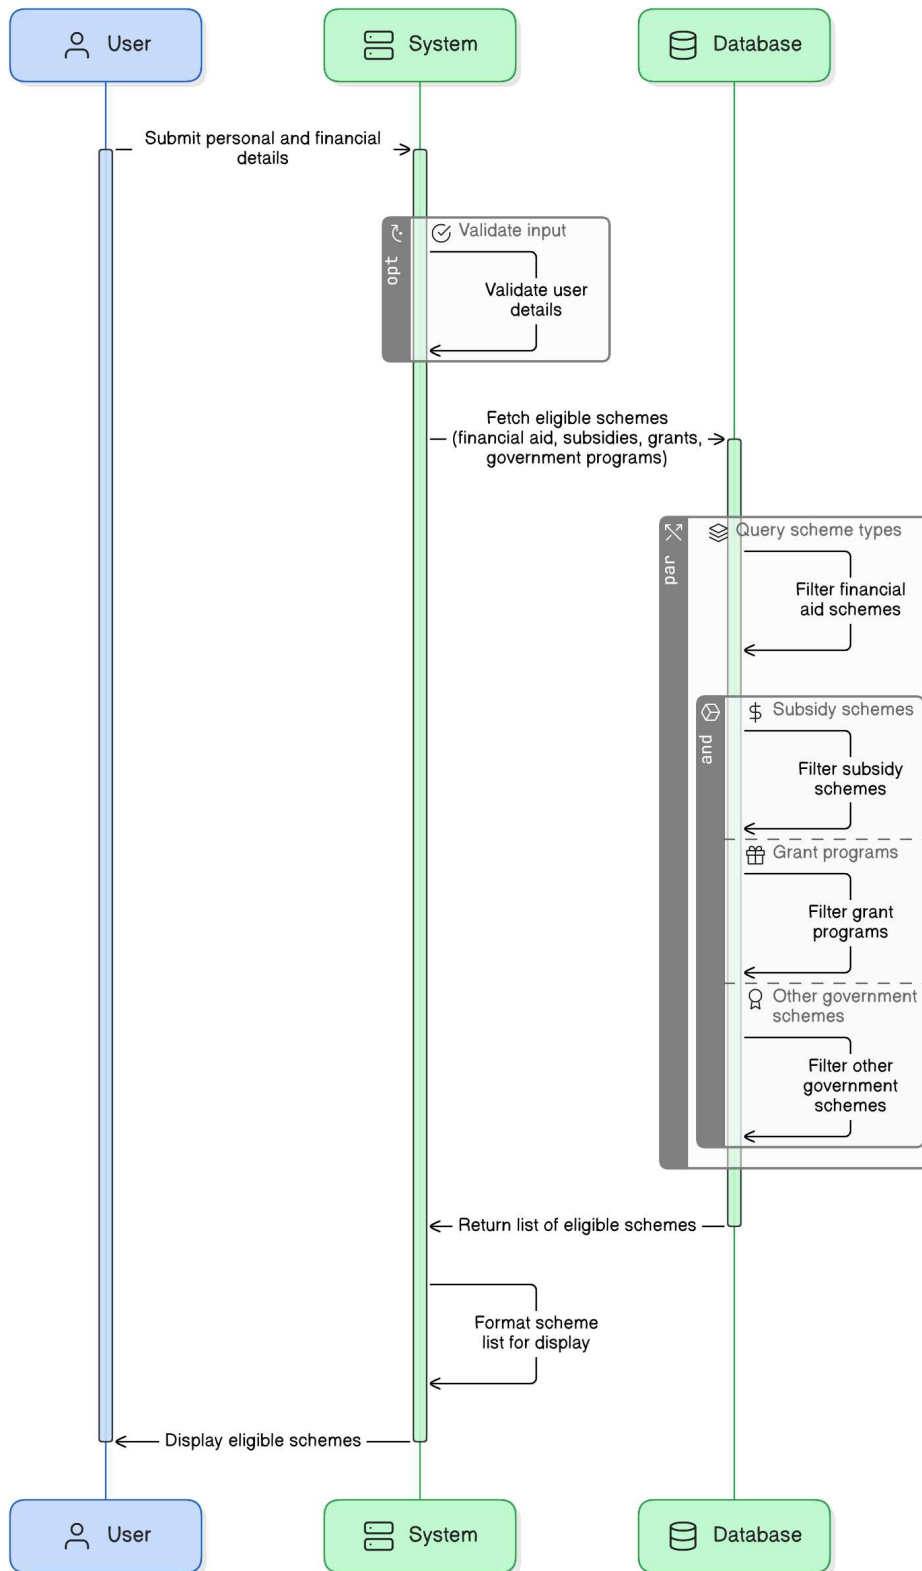 User
System
Database
Submit personal and financial
details
opt
Validate input
Validate user
details
Fetch eligible schemes
(financial aid, subsidies, grants,
government programs)
par
Query scheme types
Filter financial
aid schemes
and
Subsidy schemes
Filter subsidy
schemes
Grant programs
Filter grant
programs
Other government
schemes
Filter other
government
schemes
Return list of eligible schemes
Format scheme
list for display
Display eligible schemes
User
System
Database